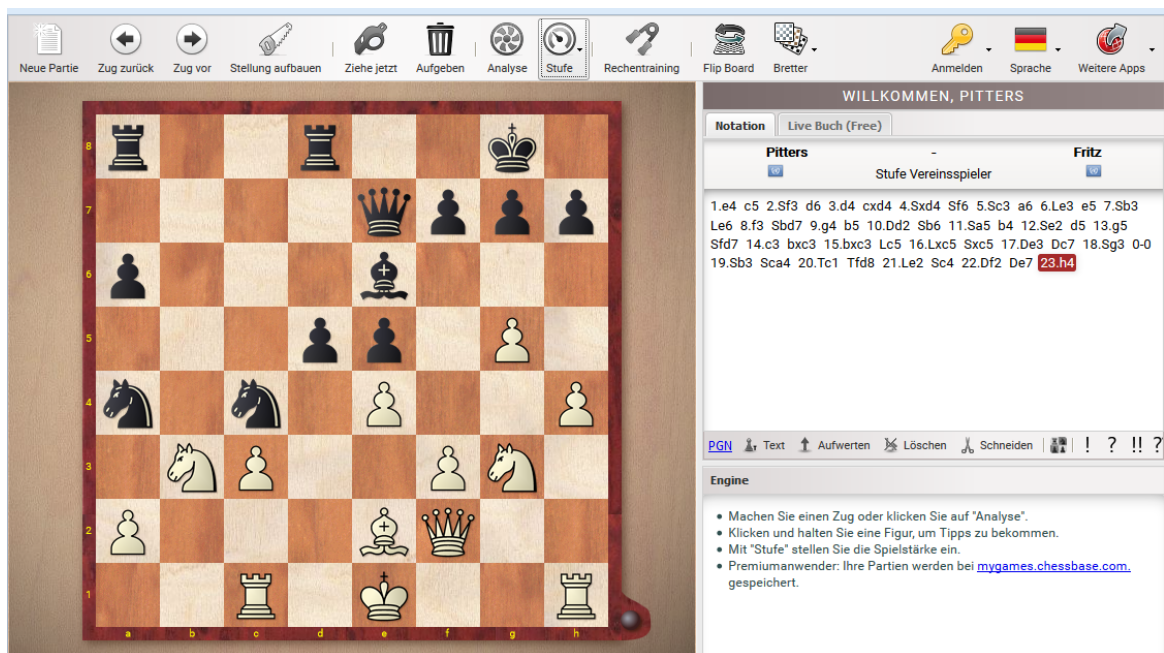 Neue Partie Zug zurück Zug vor Stellung aufbauen Ziehe jetzt Aufgeben Analyse Stufe Rechentraining Flip Board Bretter Anmelden Sprache Weitere Apps
WILLKOMMEN, PITTERS
Notation Live Buch (Free)
Pitters - Fritz
Stufe Vereinsspieler
1.e4 c5 2.Sf3 d6 3.d4 cxd4 4.Sxd4 Sf6 5.Sc3 a6 6.Le3 e5 7.Sb3
Le6 8.f3 Sbd7 9.g4 b5 10.Dd2 Sb6 11.Sa5 b4 12.Se2 d5 13.g5
Sfd7 14.c3 bxc3 15.bxc3 Lc5 16.Lxc5 Sxc5 17.De3 Dc7 18.Sg3 0-0
19.Sb3 Sca4 20.Tc1 Tfd8 21.Le2 Sc4 22.Df2 De7 23.h4
PGN Text Aufwerten Löschen Schneiden ! ? !! ?
Engine
• Machen Sie einen Zug oder klicken Sie auf "Analyse".
• Klicken und halten Sie eine Figur, um Tipps zu bekommen.
• Mit "Stufe" stellen Sie die Spielstärke ein.
• Premiumanwender: Ihre Partien werden bei mygames.chessbase.com.
gespeichert.
8
7
6
5
4
3
2
1
a b c d e f g h